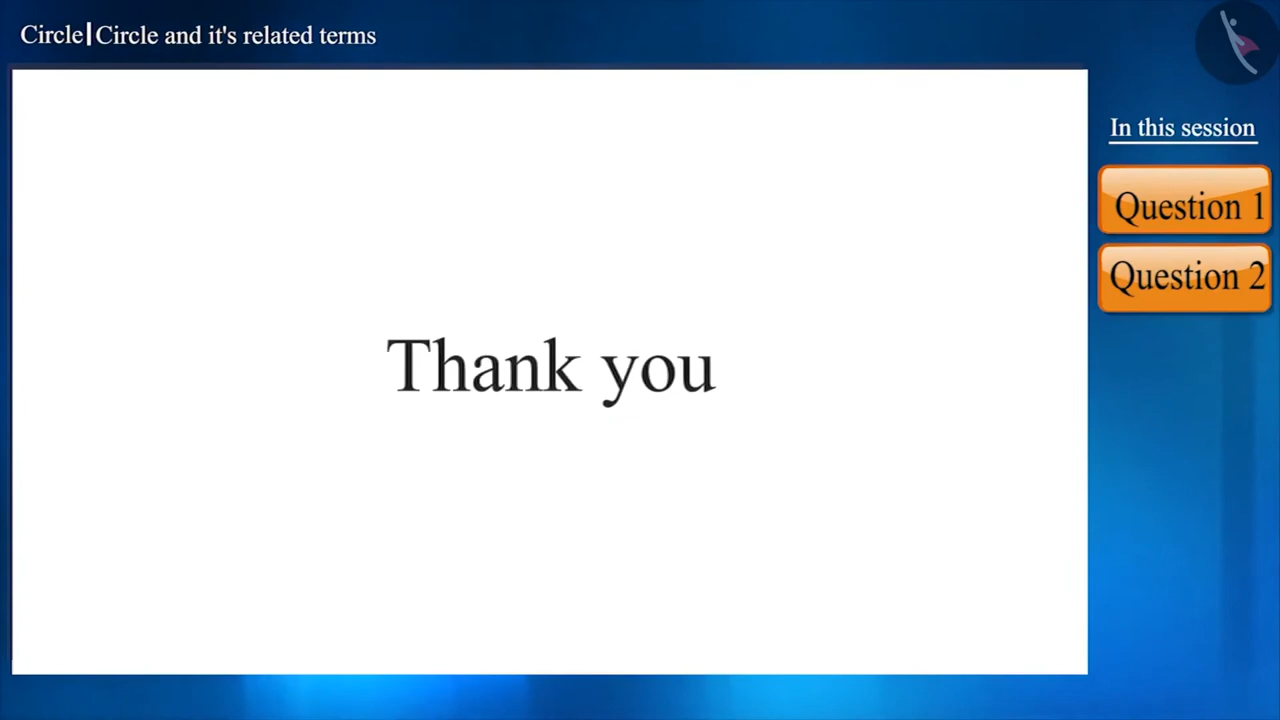 Circle|Circle and it's related terms
In this session
Question 1
Question 2
Thank you